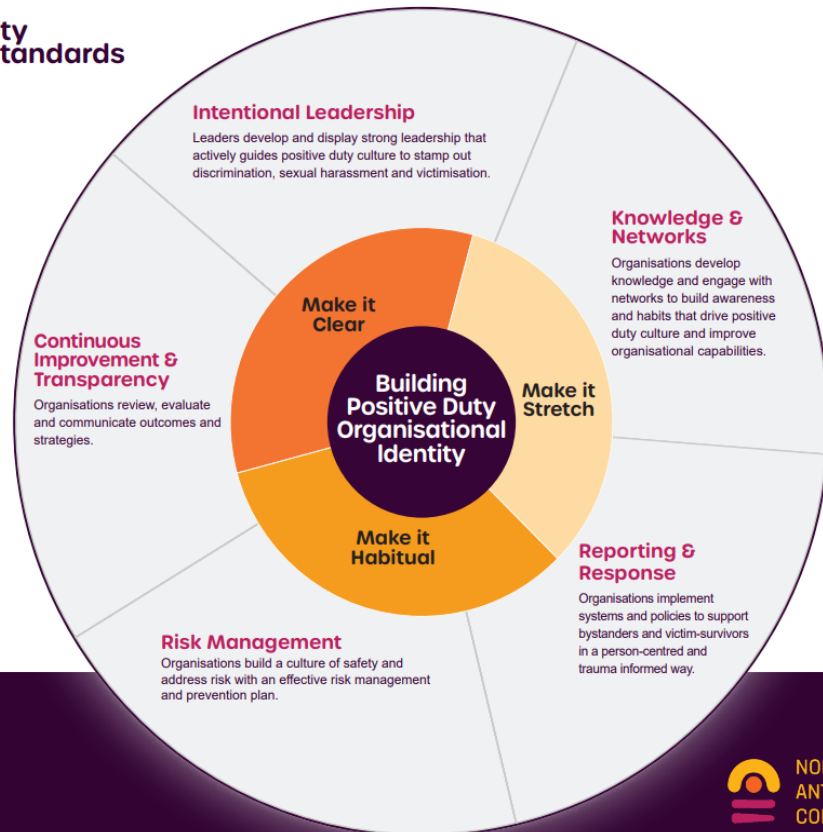 ty
tandards
Intentional Leadership
Leaders develop and display strong leadership that
actively guides positive duty culture to stamp out
discrimination, sexual harassment and victimisation.
Knowledge &
Networks
Organisations develop
knowledge and engage with
networks to build awareness
and habits that drive positive
duty culture and improve
organisational capabilities.
Make it
Clear
Continuous
Improvement &
Transparency
Organisations review, evaluate
and communicate outcomes and
strategies.
Building
Positive Duty
Organisational
Identity
Make it
Stretch
Make it
Habitual
Reporting &
Response
Organisations implement
systems and policies to support
bystanders and victim-survivors
in a person-centred and
trauma informed way.
Risk Management
Organisations build a culture of safety and
address risk with an effective risk management
and prevention plan.
NO
ANT
CO